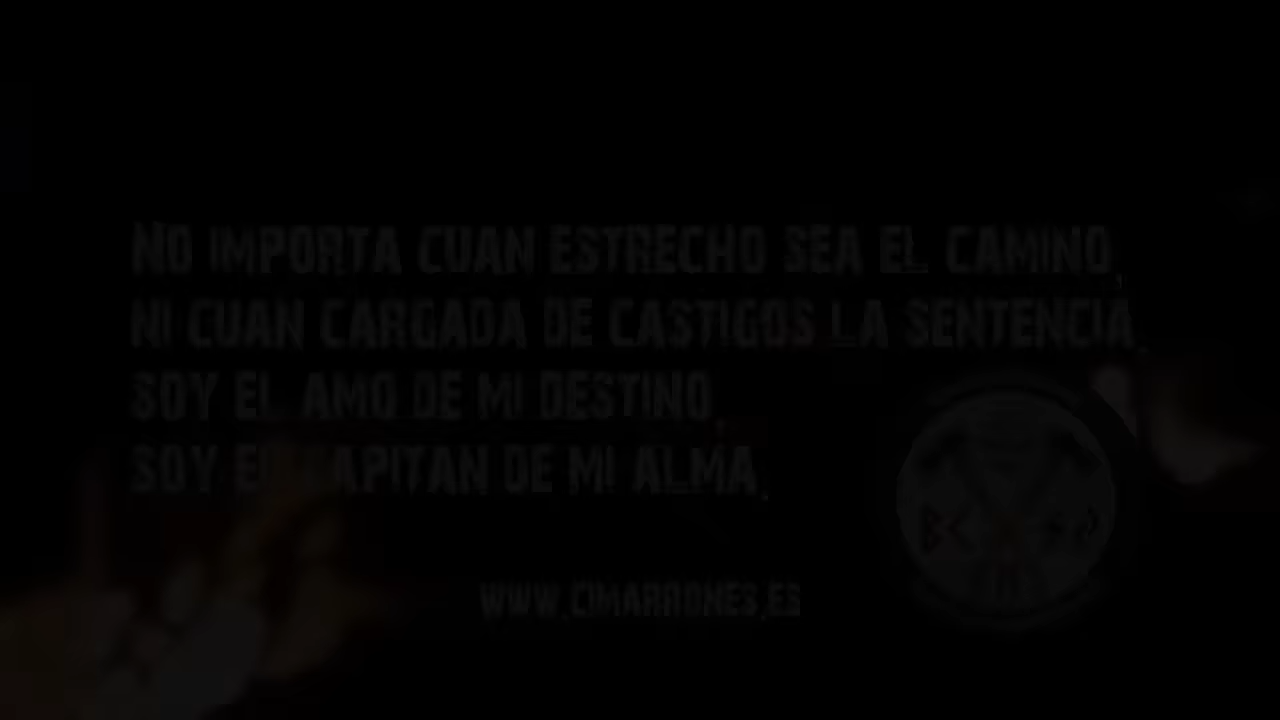 No importa cuan estrecho sea el camino,
ni cuan cargada de castigos la sentencia.
Soy el amo de mi destino.
Soy el capitan de mi alma.
www.cimarrones.es